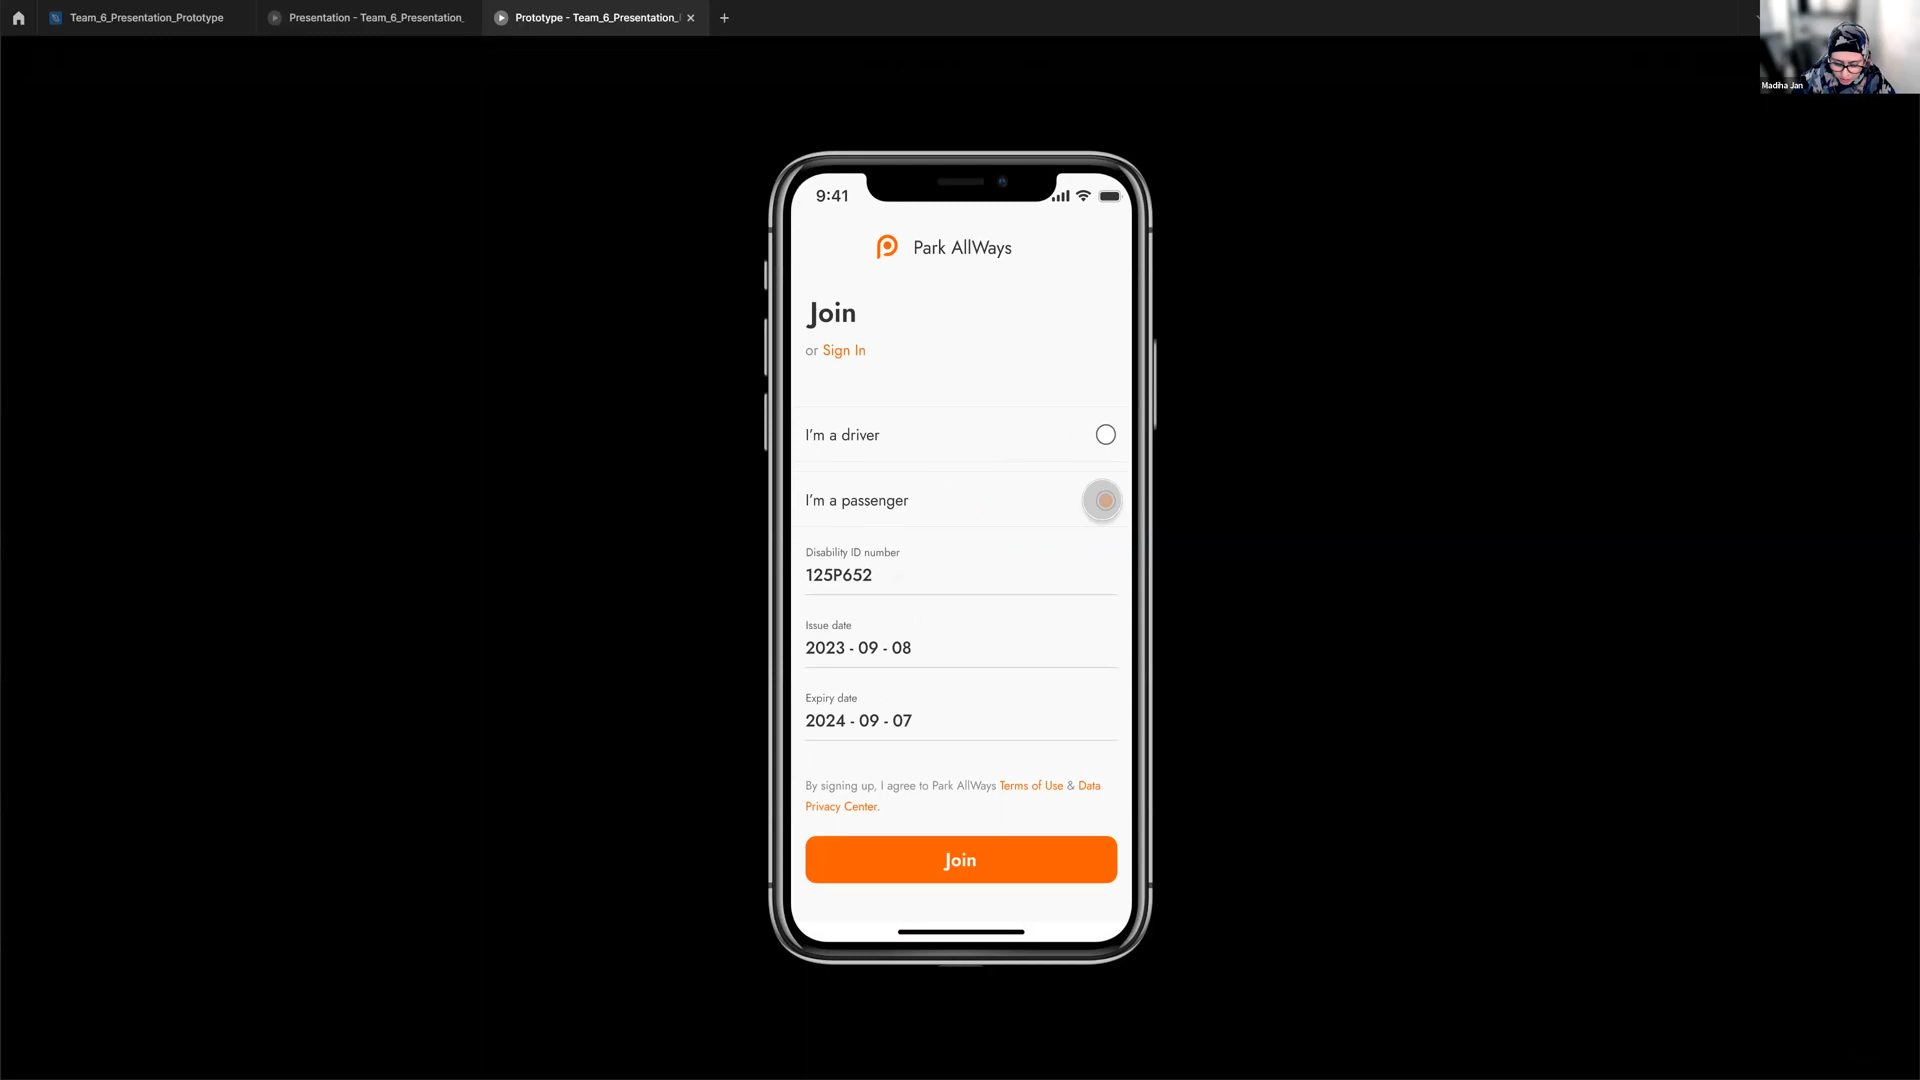 Team_6_Presentation_Prototype
Presentation - Team_6_Presentation_
Prototype - Team_6_Presentation_
Madiha Jan
9:41
Park AllWays
Join
or Sign In
I'm a driver
I'm a passenger
Disability ID number
125P652
Issue date
2023 - 09 - 08
Expiry date
2024 - 09 - 07
By signing up, I agree to Park AllWays Terms of Use & Data
Privacy Center.
Join